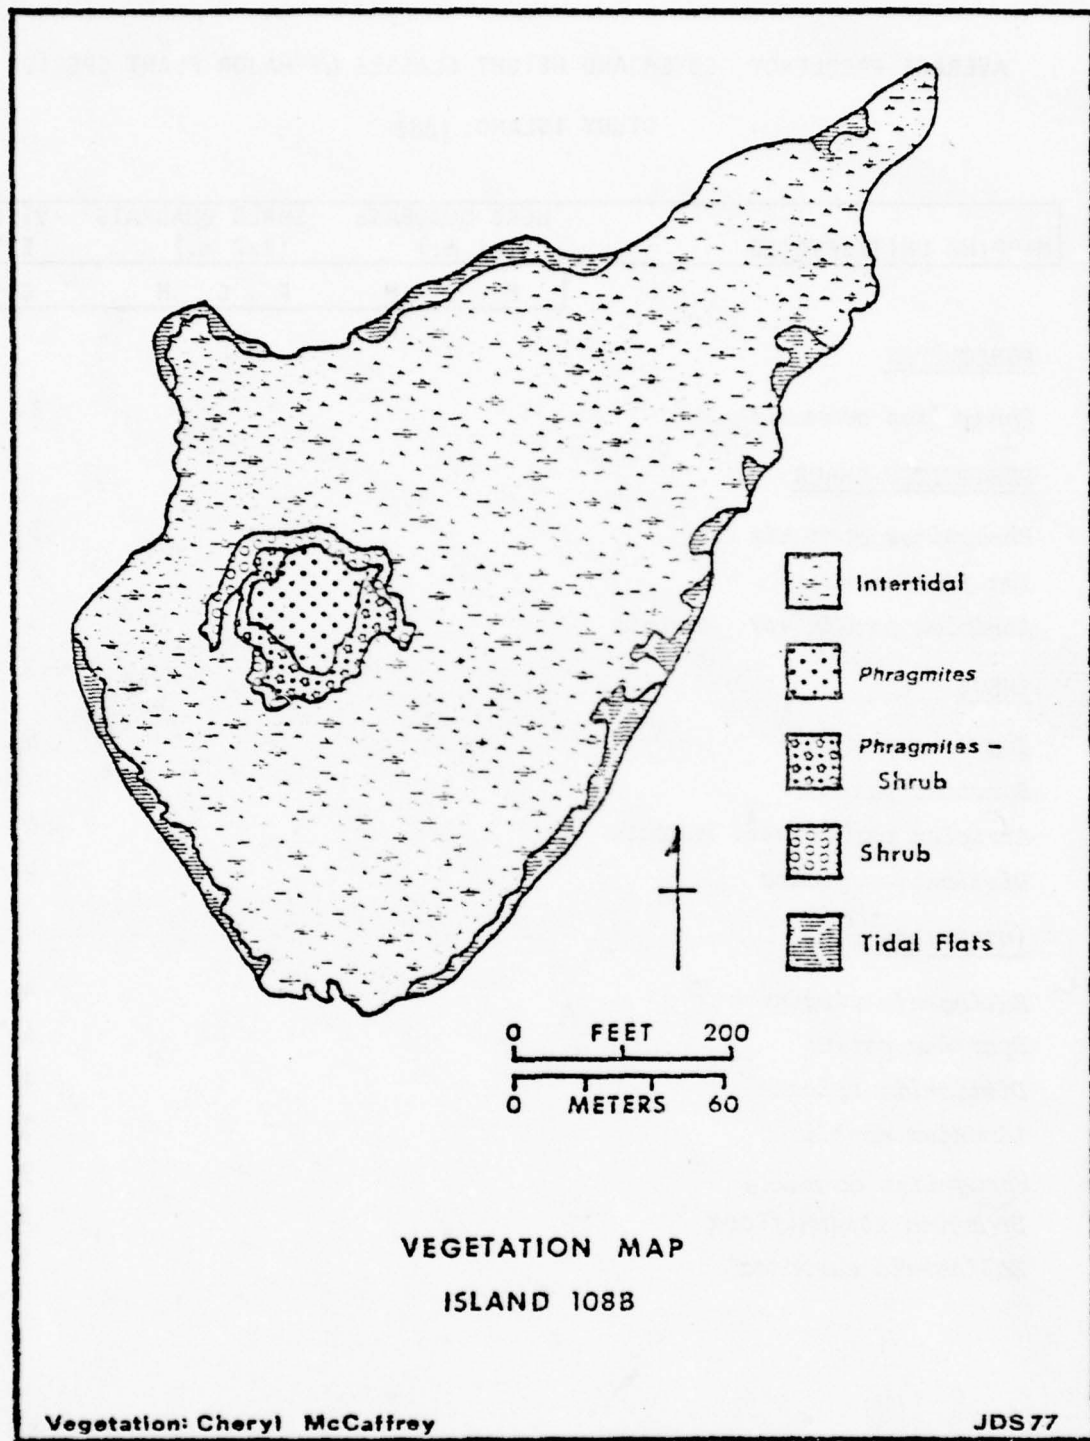 Intertidal
Phragmites
Phragmites –
Shrub
Shrub
Tidal Flats
0 FEET 200
0 METERS 60
VEGETATION MAP
ISLAND 108B
Vegetation: Cheryl McCaffrey
JDS77